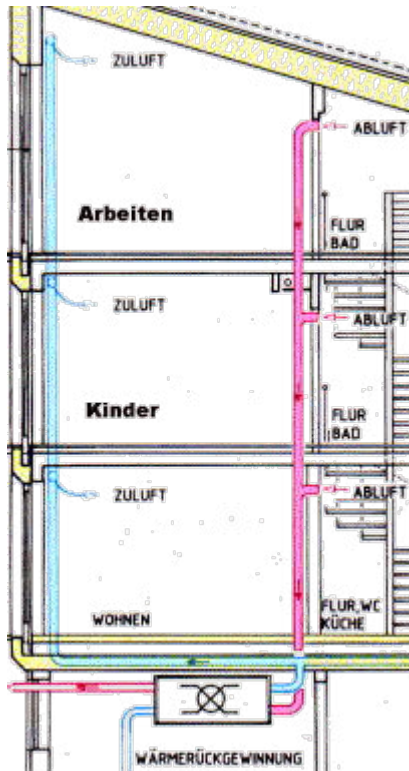 ZULUFT
ABLUFT
Arbeiten
FLUR
BAD
ZULUFT
ABLUFT
Kinder
FLUR
BAD
ZULUFT
ABLUFT
WOHNEN
FLUR, WC
KÜCHE
WÄRMERÜCKGEWINNUNG